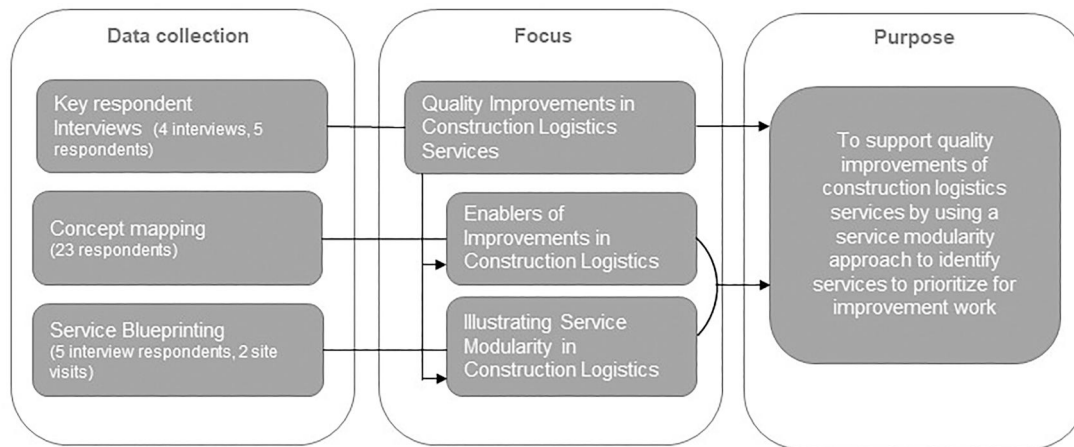 Data collection
Key respondent
Interviews (4 interviews, 5
respondents)
Concept mapping
(23 respondents)
Service Blueprinting
(5 interview respondents, 2 site
visits)
Focus
Quality Improvements in
Construction Logistics
Services
Enablers of
Improvements in
Construction Logistics
Illustrating Service
Modularity in
Construction Logistics
Purpose
To support quality
improvements of
construction logistics
services by using a
service modularity
approach to identify
services to prioritize for
improvement work